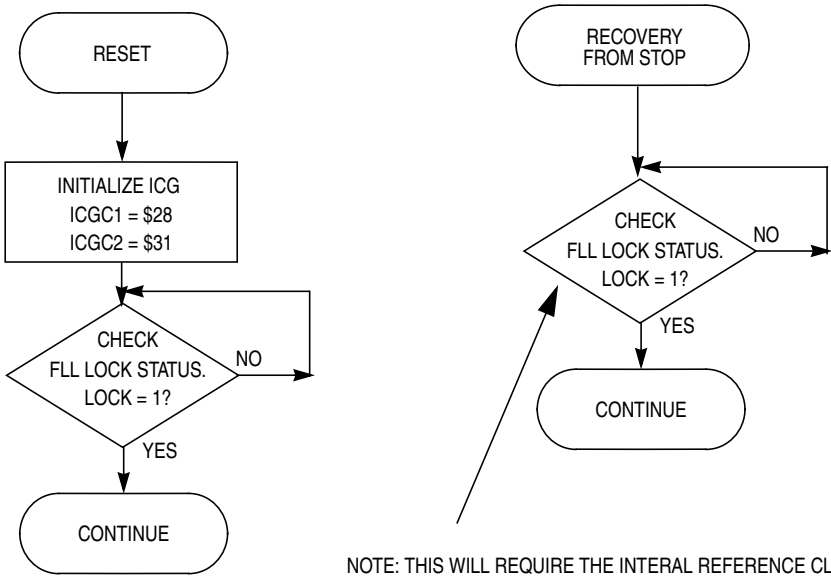 RESET
INITIALIZE ICG
ICGC1 = $28
ICGC2 = $31
CHECK
FLL LOCK STATUS.
LOCK = 1?
NO
YES
CONTINUE
RECOVERY
FROM STOP
CHECK
FLL LOCK STATUS.
LOCK = 1?
NO
YES
CONTINUE
NOTE: THIS WILL REQUIRE THE INTERAL REFERENCE CL